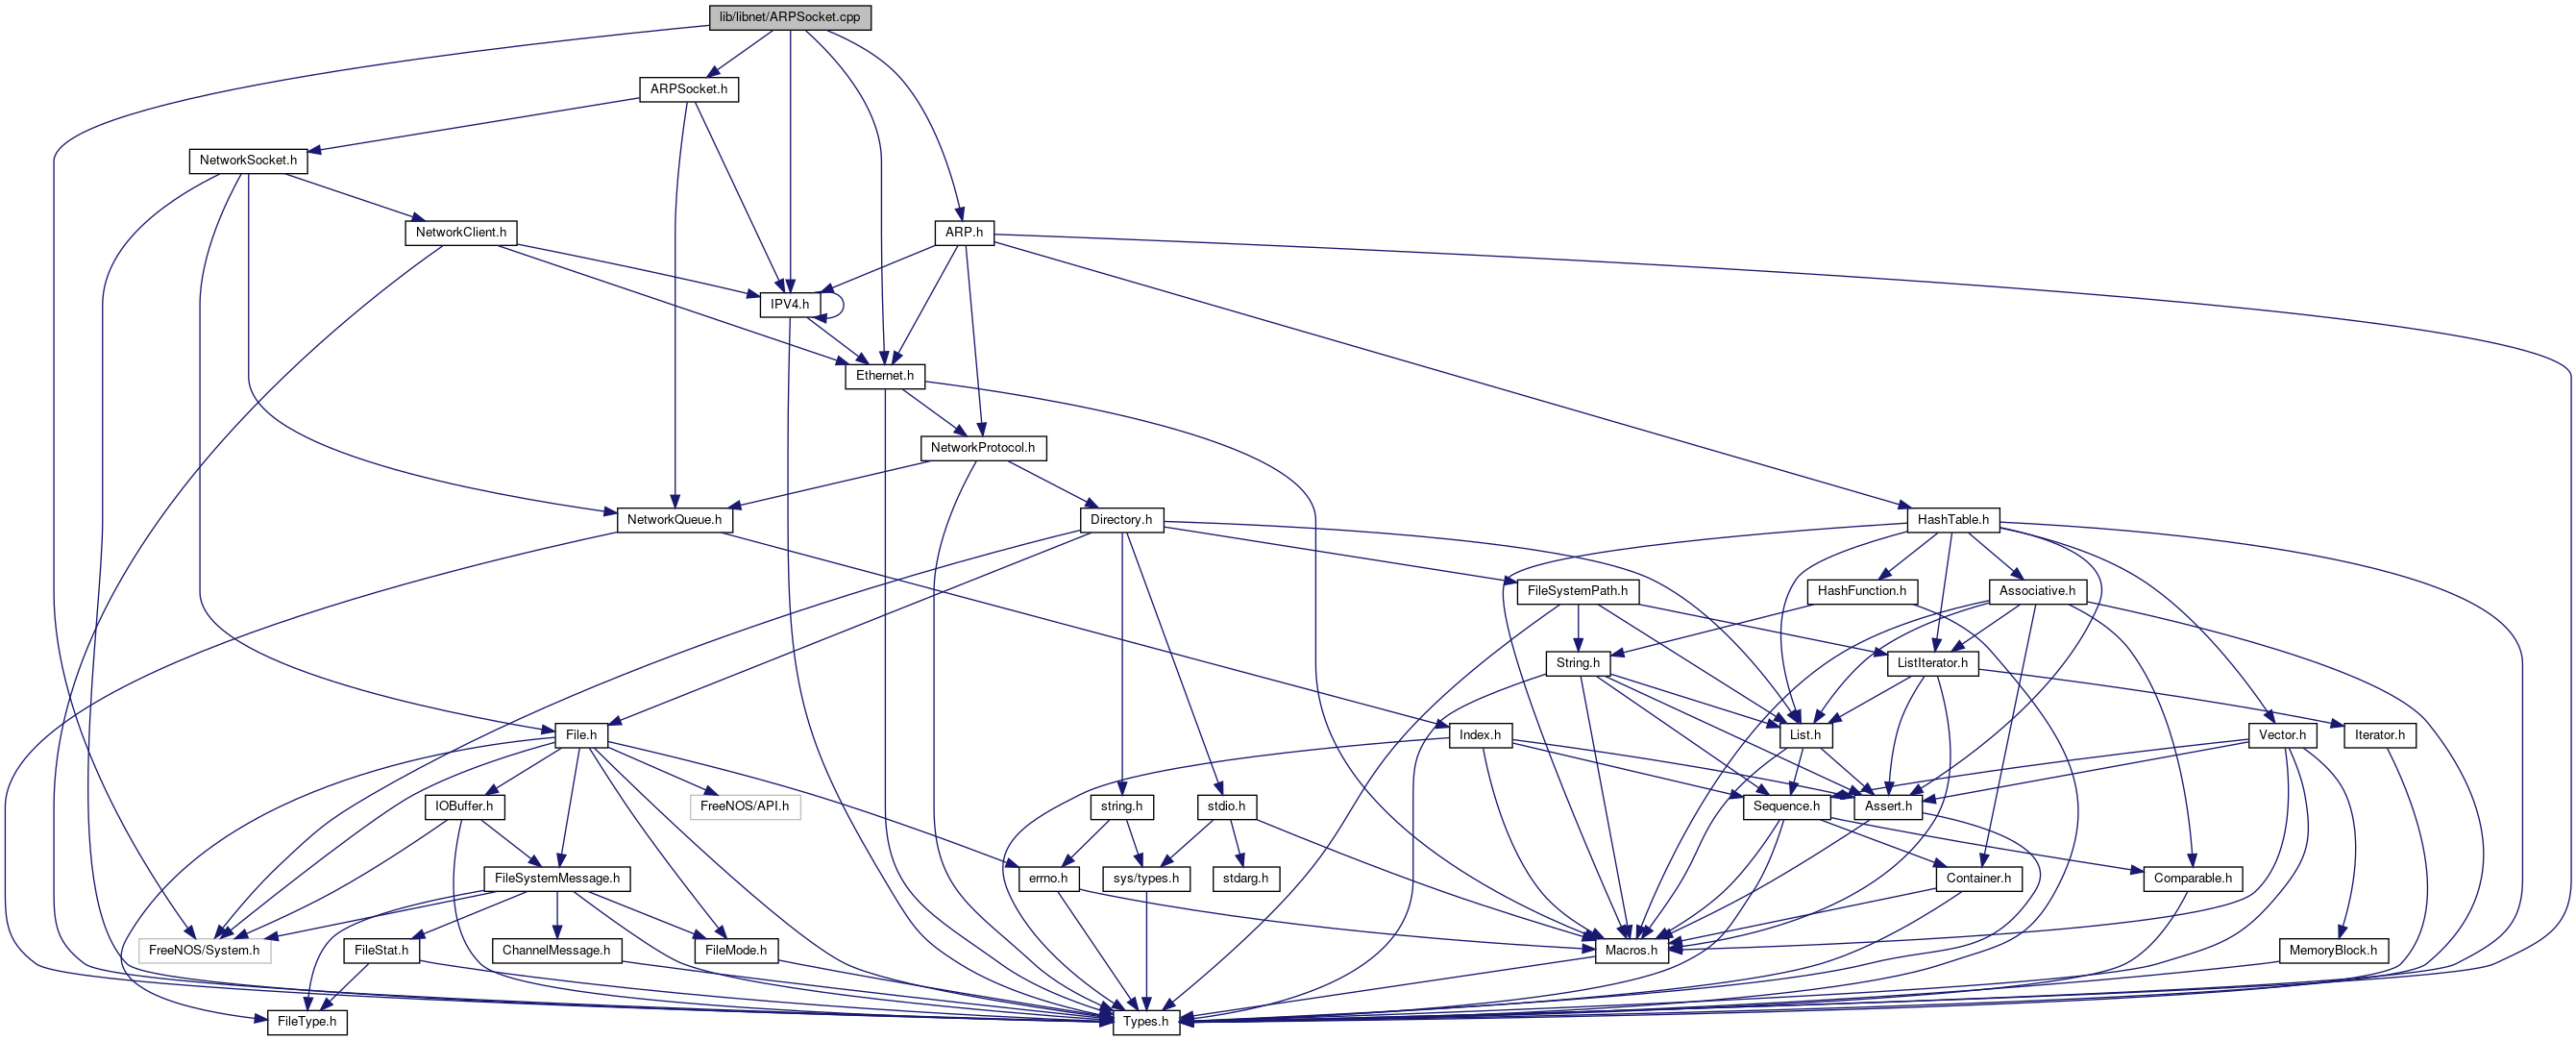 lib/libnet/ARPSocket.cpp
ARPSocket.h
NetworkSocket.h
NetworkClient.h
ARP.h
IPV4.h
Ethernet.h
NetworkProtocol.h
NetworkQueue.h
Directory.h
HashTable.h
FileSystemPath.h
HashFunction.h
Associative.h
String.h
ListIterator.h
File.h
Index.h
List.h
Vector.h
Iterator.h
IOBuffer.h
FreeNOS/API.h
string.h
stdio.h
Sequence.h
Assert.h
FileSystemMessage.h
errno.h
sys/types.h
stdarg.h
Container.h
Comparable.h
FreeNOS/System.h
FileStat.h
ChannelMessage.h
FileMode.h
Macros.h
MemoryBlock.h
FileType.h
Types.h